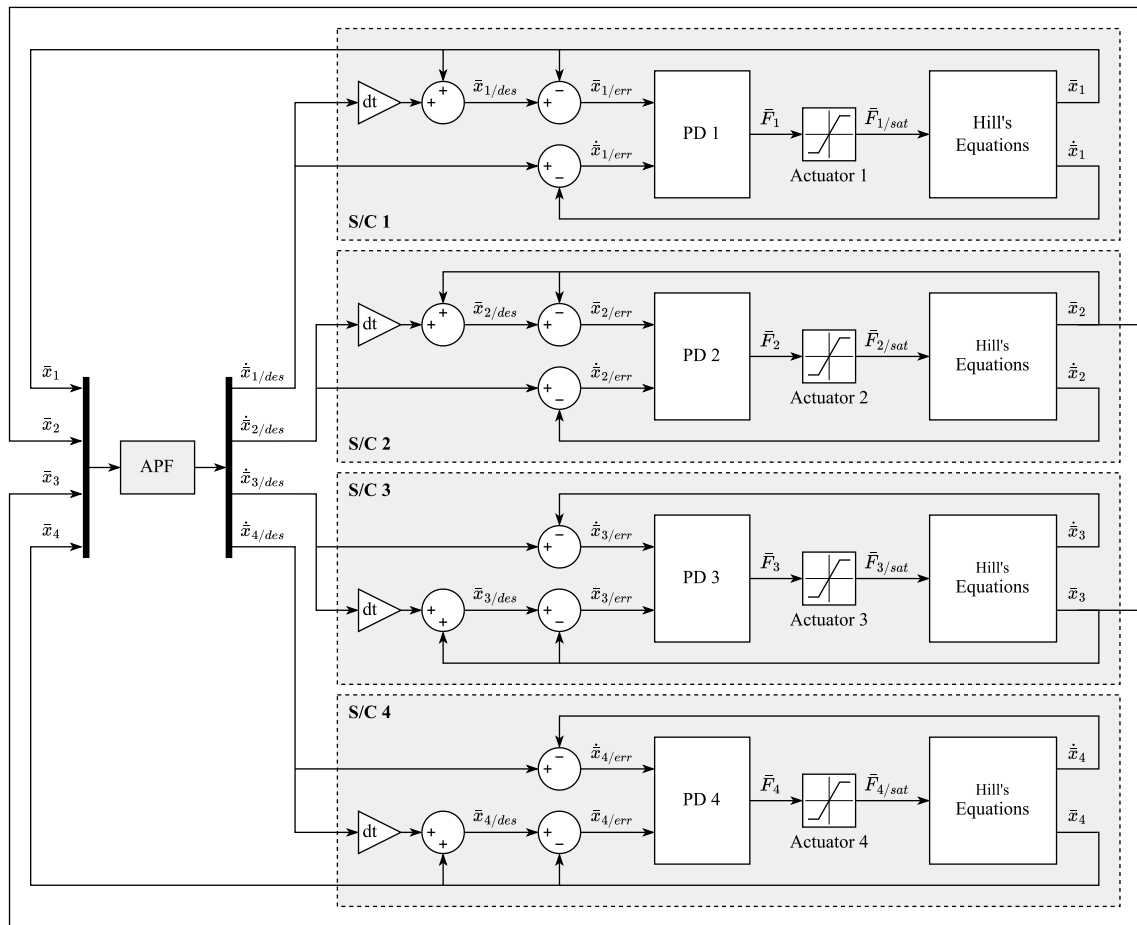 dt + + x̄₁/des − + x̄₁/err PD 1 F̄₁ F̄₁/sat Hill's Equations x̄₁
+ − ẋ̄₁/err Actuator 1 ẋ̄₁
S/C 1
dt + + x̄₂/des − + x̄₂/err PD 2 F̄₂ F̄₂/sat Hill's Equations x̄₂
+ − ẋ̄₂/err Actuator 2 ẋ̄₂
S/C 2
x̄₁ ẋ̄₁/des
x̄₂ ẋ̄₂/des
APF
x̄₃ ẋ̄₃/des
x̄₄ ẋ̄₄/des
S/C 3
− + ẋ̄₃/err PD 3 F̄₃ F̄₃/sat Hill's Equations ẋ̄₃
dt + + x̄₃/des + − x̄₃/err Actuator 3 x̄₃
S/C 4
− + ẋ̄₄/err PD 4 F̄₄ F̄₄/sat Hill's Equations ẋ̄₄
dt + + x̄₄/des + − x̄₄/err Actuator 4 x̄₄